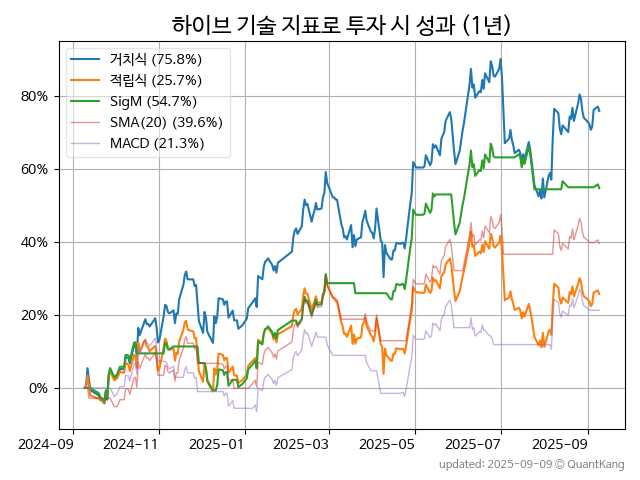 하이브 기술 지표로 투자 시 성과 (1년)
거치식 (75.8%)
적립식 (25.7%)
SigM (54.7%)
SMA(20) (39.6%)
MACD (21.3%)
80%
60%
40%
20%
0%
2024-09 2024-11 2025-01 2025-03 2025-05 2025-07 2025-09
updated: 2025-09-09 ⓒ QuantKang